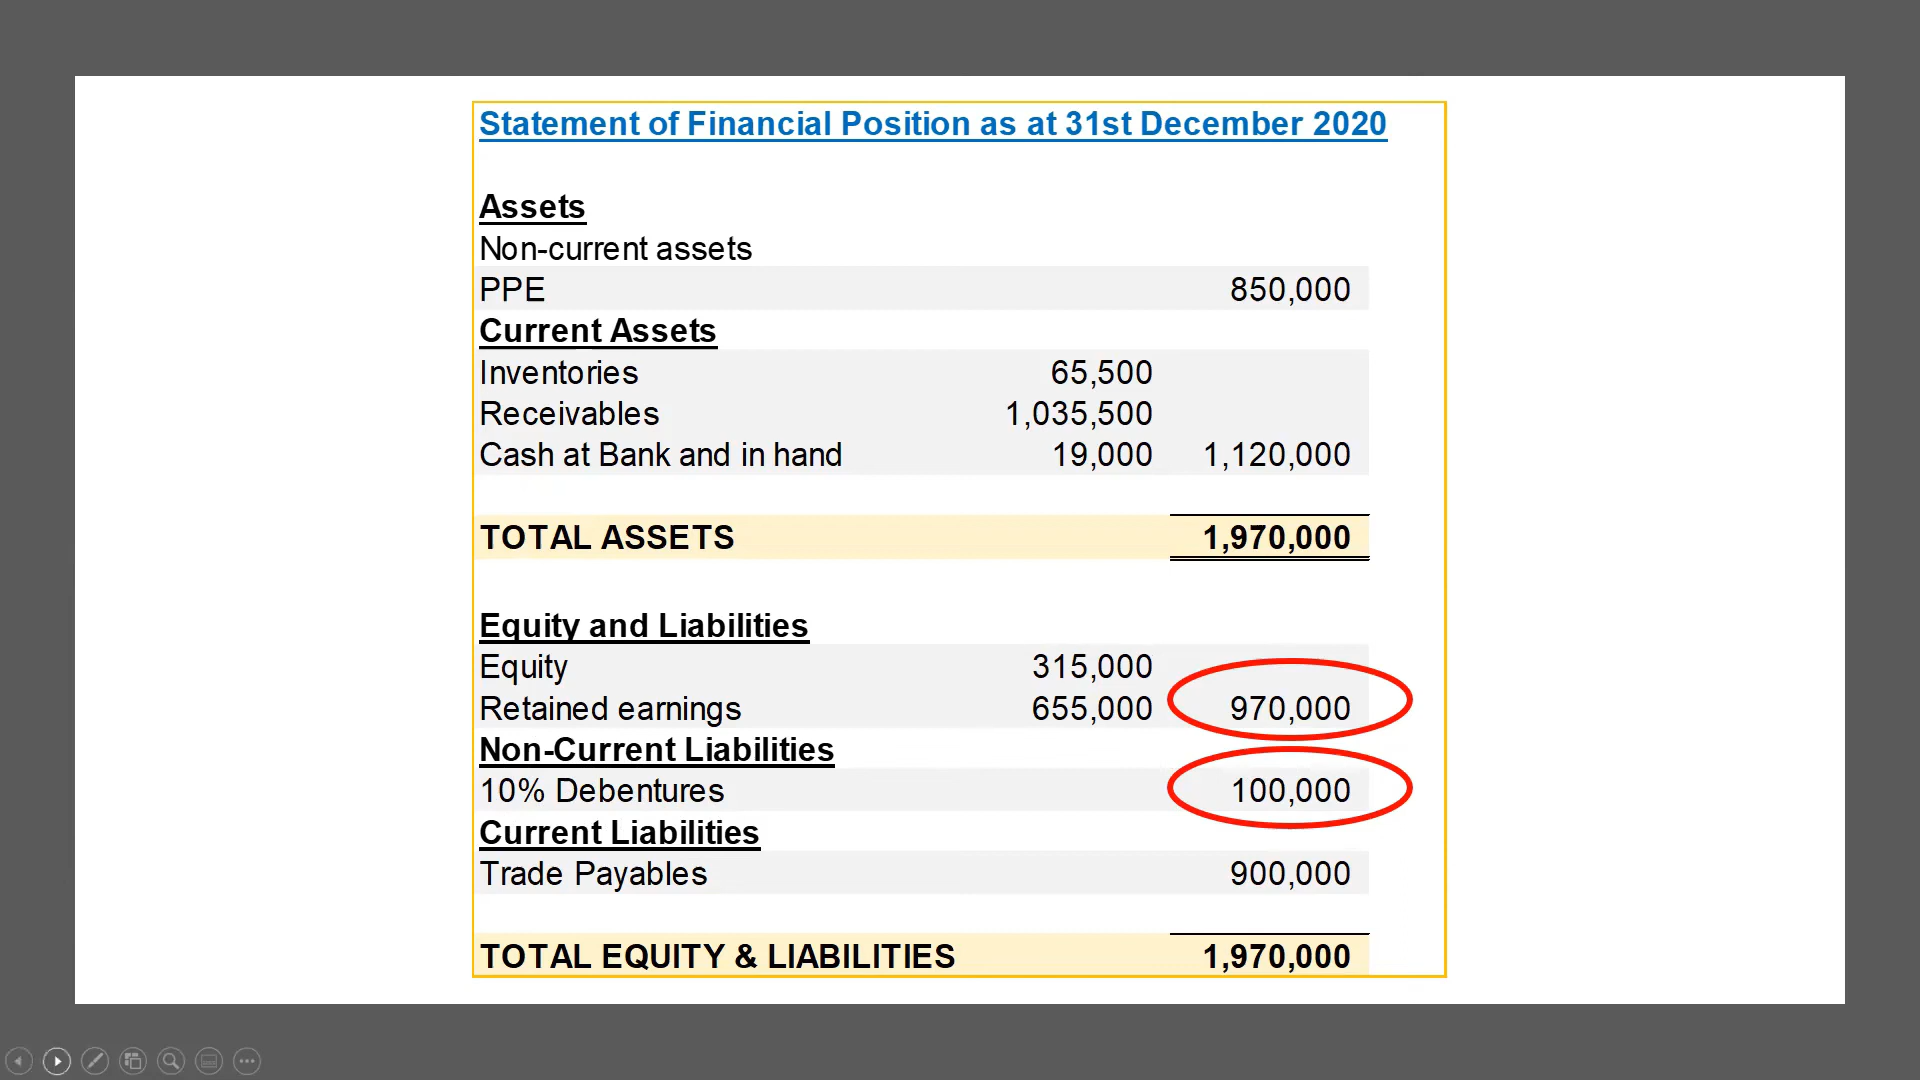 Statement of Financial Position as at 31st December 2020
Assets
Non-current assets
PPE 850,000
Current Assets
Inventories 65,500
Receivables 1,035,500
Cash at Bank and in hand 19,000 1,120,000
TOTAL ASSETS 1,970,000
Equity and Liabilities
Equity 315,000
Retained earnings 655,000 970,000
Non-Current Liabilities
10% Debentures 100,000
Current Liabilities
Trade Payables 900,000
TOTAL EQUITY & LIABILITIES 1,970,000